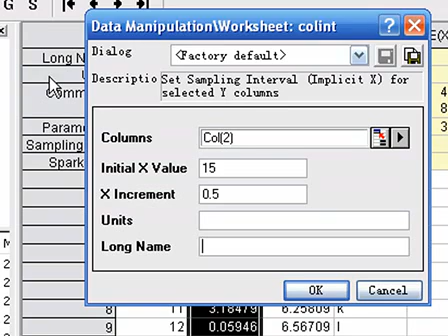 G S
Data Manipulation\Worksheet: colint
Dialog <Factory default>
Descriptio Set Sampling Interval (Implicit X) for selected Y columns
Columns Col(2)
Initial X Value 15
X Increment 0.5
Units
Long Name
OK Cancel
Long N
U
Comm
Param
Sampling
Spark
8 11 3.18479 6.25809 K
9 12 0.05946 6.56709 l